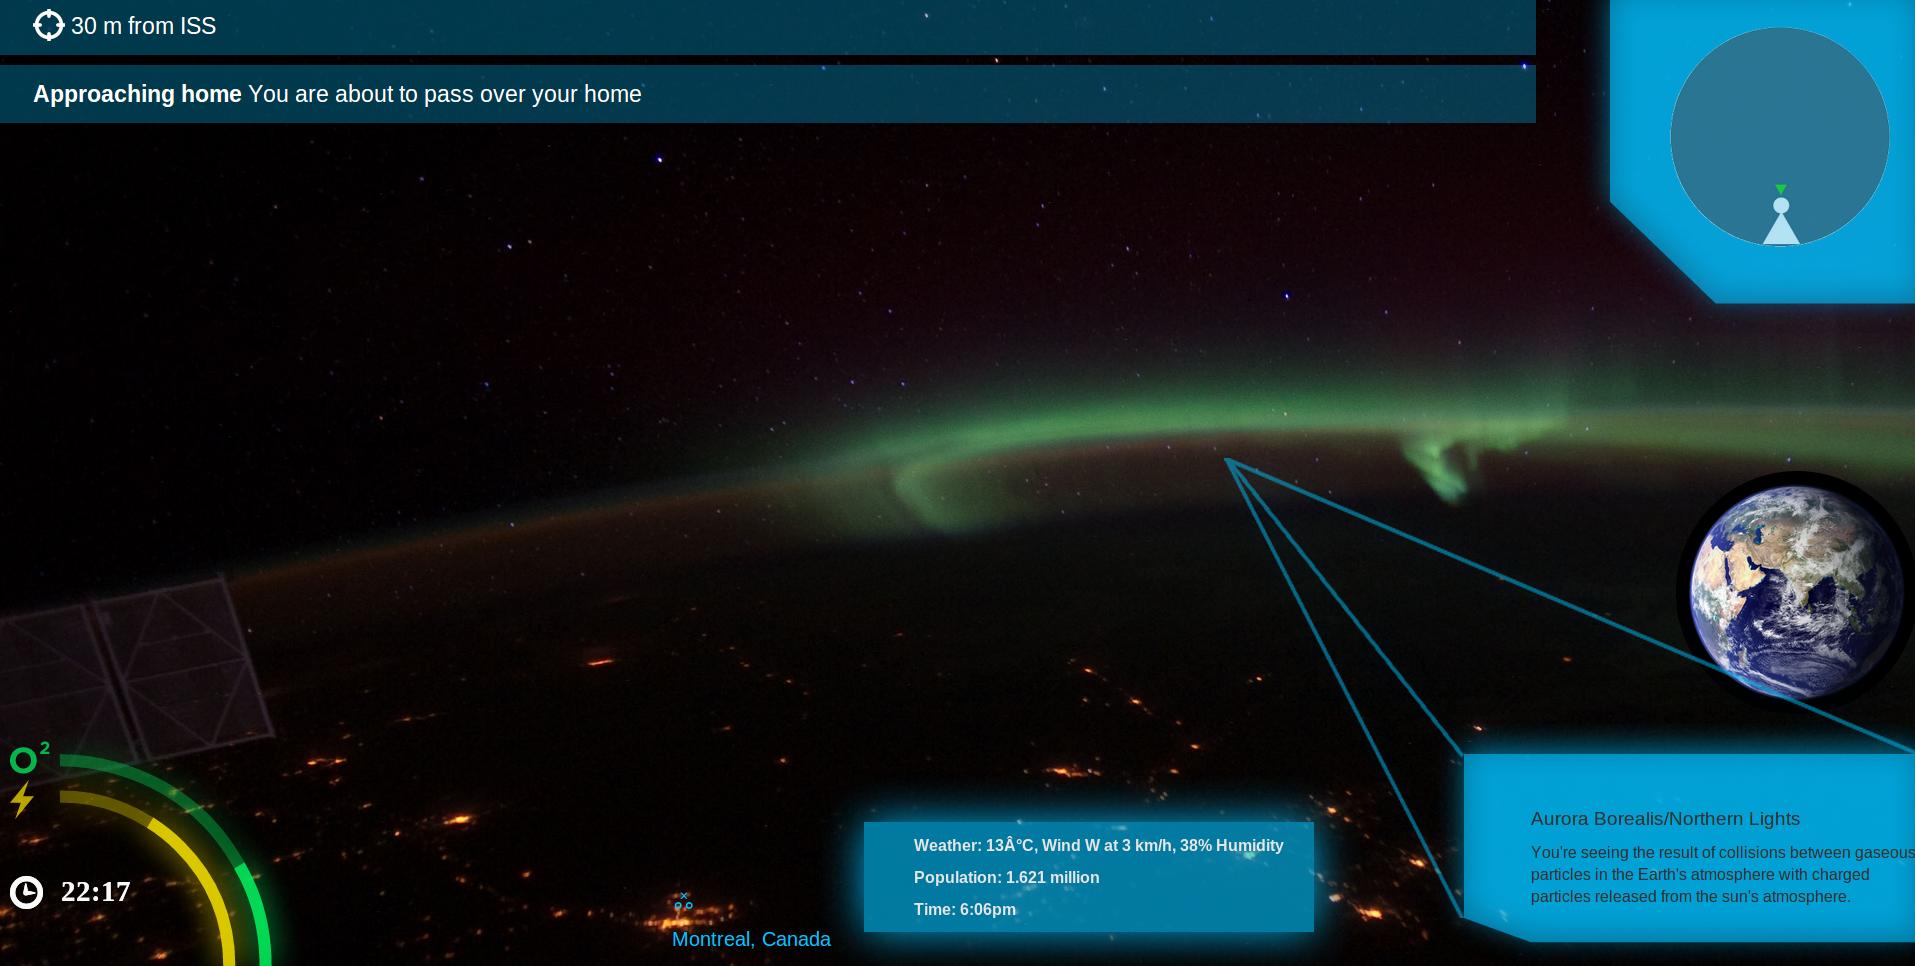 30 m from ISS
Approaching home You are about to pass over your home
O²
22:17
Montreal, Canada
Weather: 13Â°C, Wind W at 3 km/h, 38% Humidity
Population: 1.621 million
Time: 6:06pm
Aurora Borealis/Northern Lights
You're seeing the result of collisions between gaseous
particles in the Earth's atmosphere with charged
particles released from the sun's atmosphere.